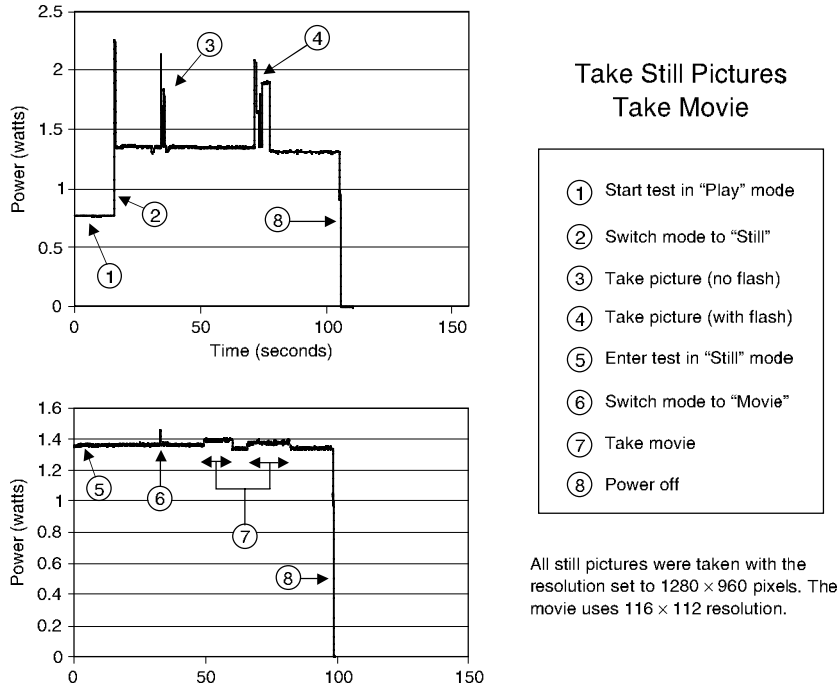 2.5
2
1.5
1
0.5
0
Power (watts)
3
4
2
1
8
0 50 100 150
Time (seconds)
1.6
1.4
1.2
1
0.8
0.6
0.4
0.2
0
Power (watts)
5
6
7
8
0 50 100 150
Take Still Pictures
Take Movie
1 Start test in “Play” mode
2 Switch mode to “Still”
3 Take picture (no flash)
4 Take picture (with flash)
5 Enter test in “Still” mode
6 Switch mode to “Movie”
7 Take movie
8 Power off
All still pictures were taken with the
resolution set to 1280 × 960 pixels. The
movie uses 116 × 112 resolution.